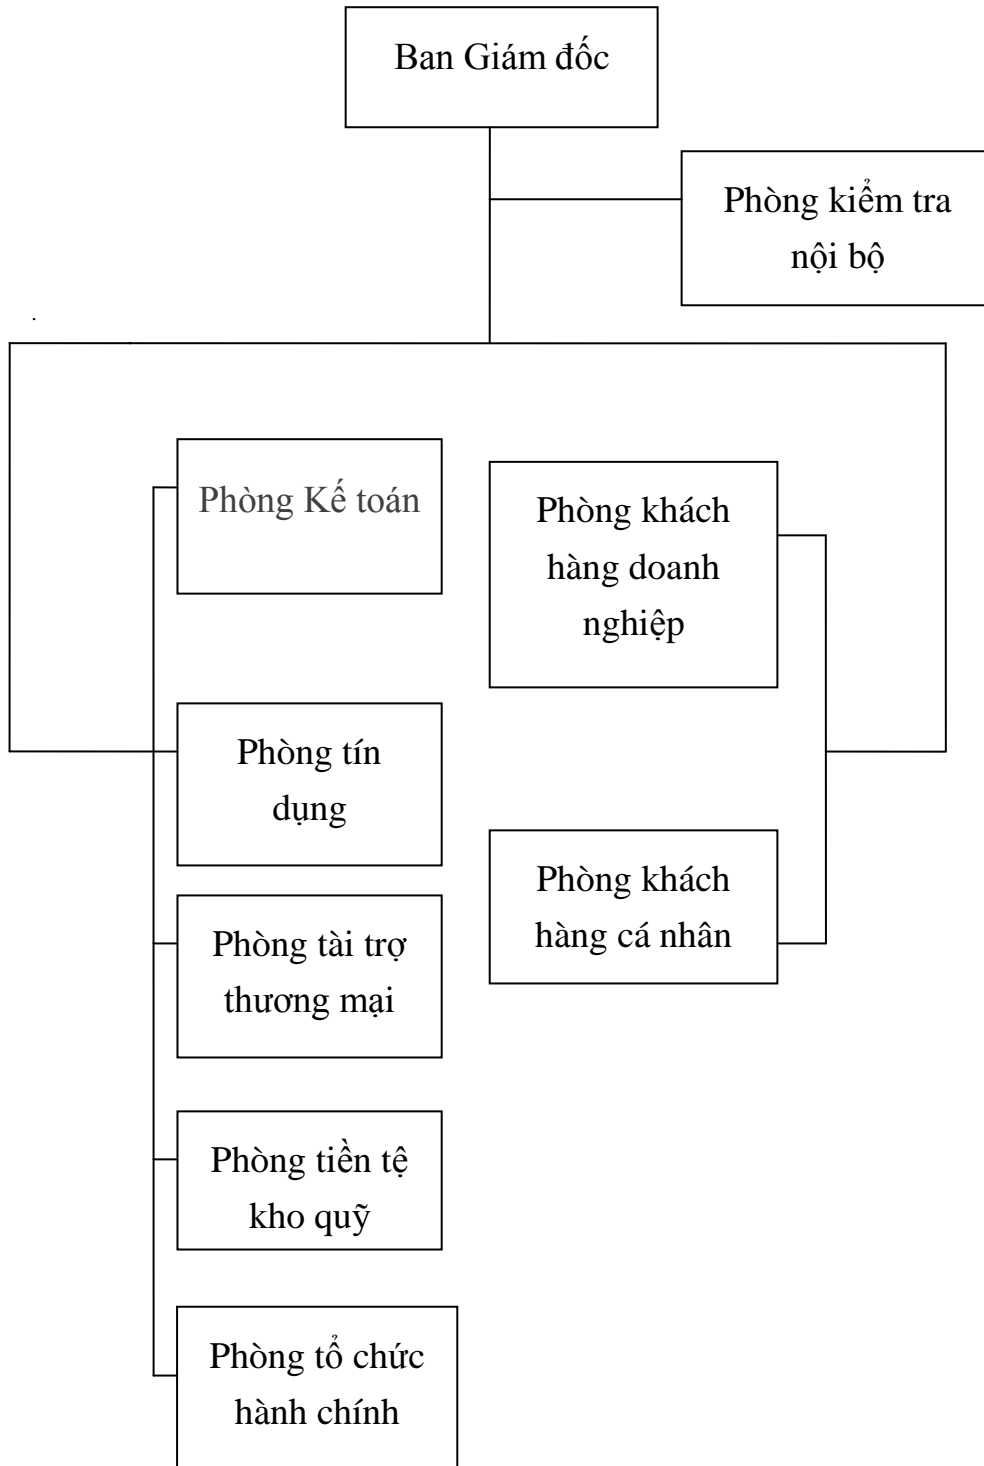 Ban Giám đốc
Phòng kiểm tra
nội bộ
Phòng Kế toán
Phòng khách
hàng doanh
nghiệp
Phòng tín
dụng
Phòng khách
hàng cá nhân
Phòng tài trợ
thương mại
Phòng tiền tệ
kho quỹ
Phòng tổ chức
hành chính